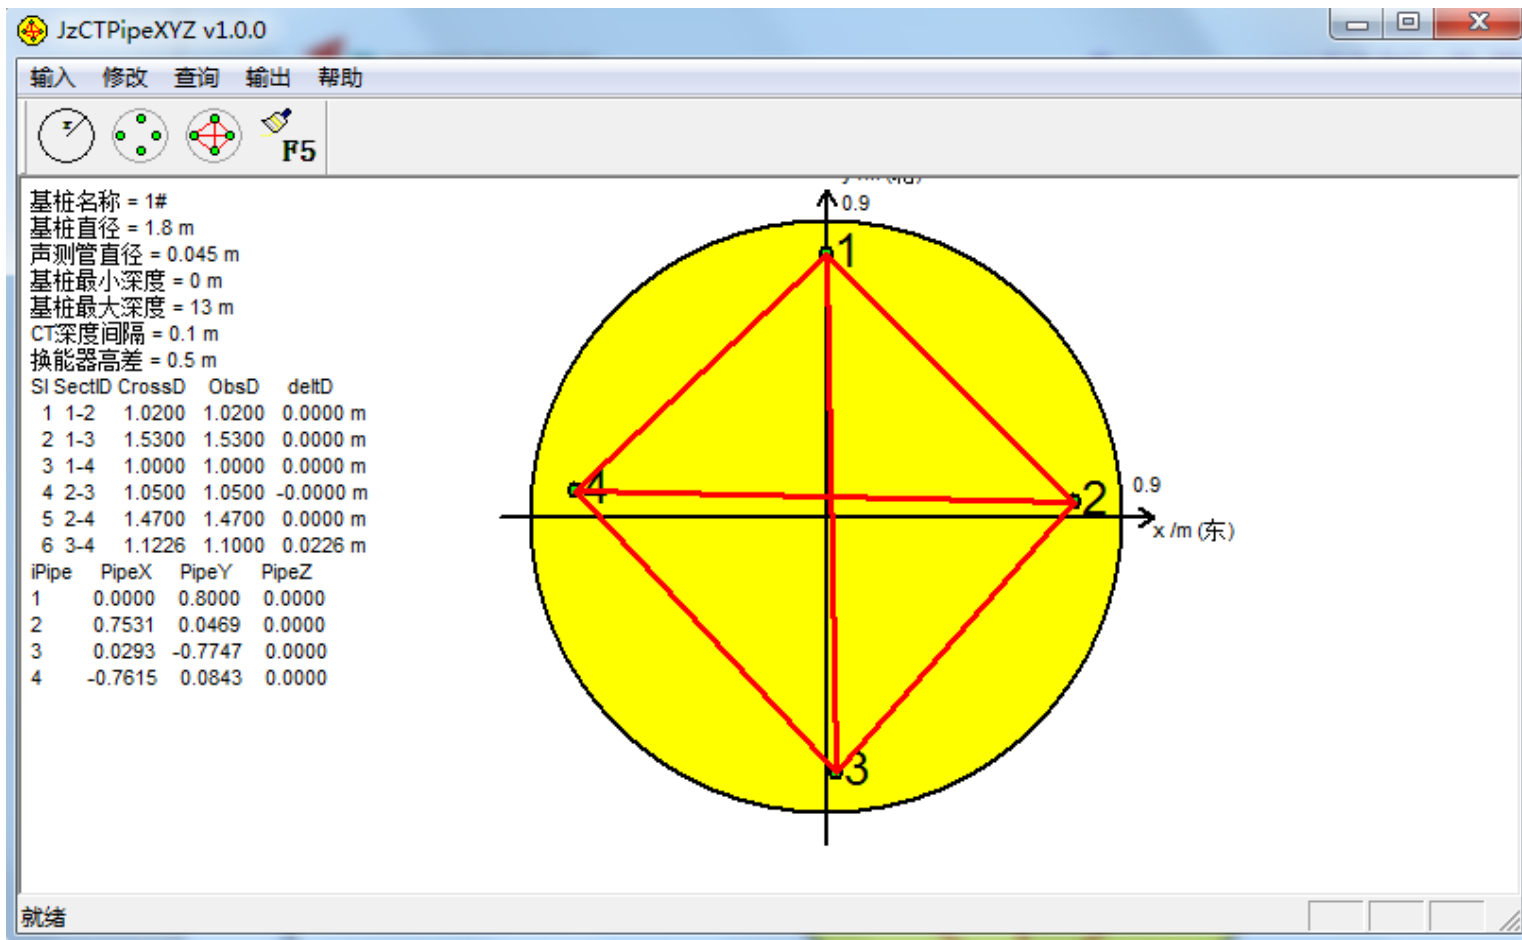 JzCTPipeXYZ v1.0.0
输入 修改 查询 输出 帮助
F5
基桩名称 = 1#
基桩直径 = 1.8 m
声测管直径 = 0.045 m
基桩最小深度 = 0 m
基桩最大深度 = 13 m
CT深度间隔 = 0.1 m
换能器高差 = 0.5 m
SI SectID CrossD ObsD deltD
1 1-2 1.0200 1.0200 0.0000 m
2 1-3 1.5300 1.5300 0.0000 m
3 1-4 1.0000 1.0000 0.0000 m
4 2-3 1.0500 1.0500 -0.0000 m
5 2-4 1.4700 1.4700 0.0000 m
6 3-4 1.1226 1.1000 0.0226 m
iPipe PipeX PipeY PipeZ
1 0.0000 0.8000 0.0000
2 0.7531 0.0469 0.0000
3 0.0293 -0.7747 0.0000
4 -0.7615 0.0843 0.0000
0.9
1
4
2
0.9
x /m (东)
3
就绪